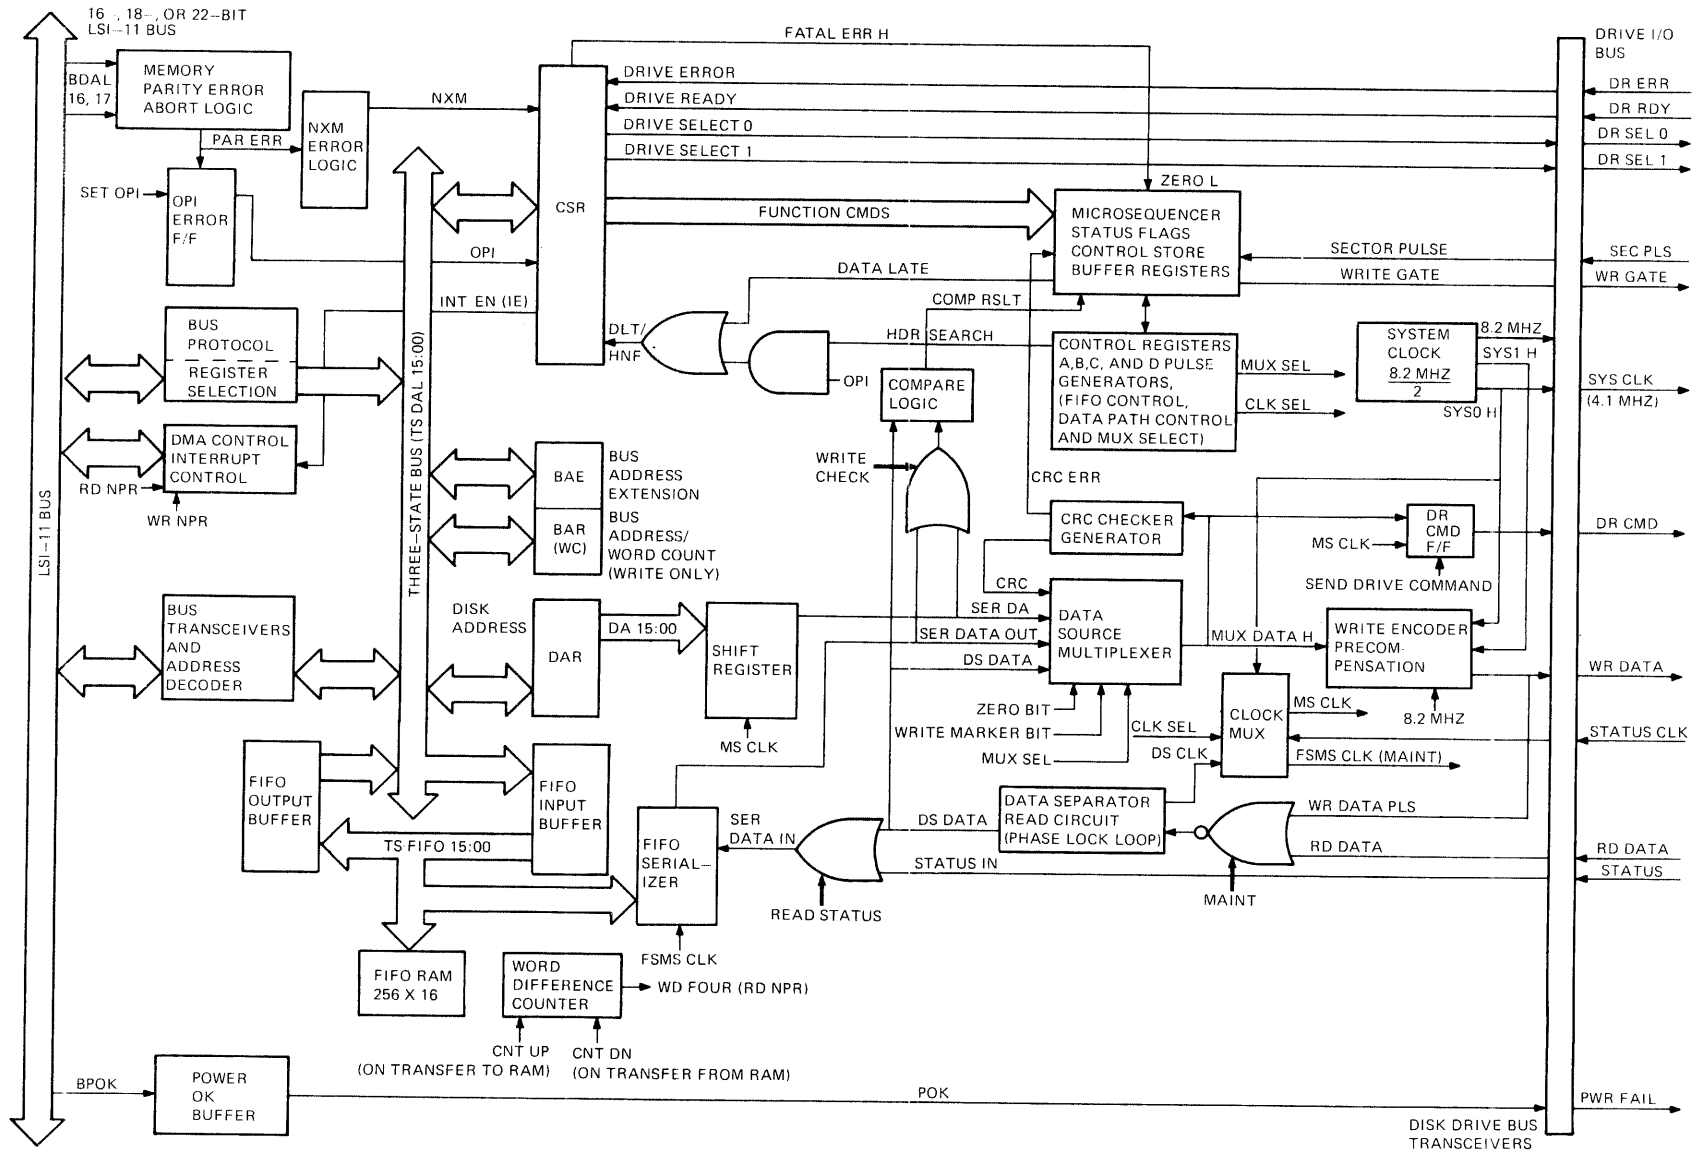 16-, 18-, OR 22-BIT
LSI-11 BUS
BDAL
16, 17
MEMORY
PARITY ERROR
ABORT LOGIC
PAR ERR
NXM
ERROR
LOGIC
NXM
SET OPI
OPI
ERROR
F/F
OPI
INT EN (IE)
BUS
PROTOCOL
REGISTER
SELECTION
DMA CONTROL
INTERRUPT
CONTROL
RD NPR
WR NPR
LSI-11 BUS
THREE-STATE BUS (TS DAL 15:00)
BUS
TRANSCEIVERS
AND
ADDRESS
DECODER
FATAL ERR H
CSR
DRIVE ERROR
DRIVE READY
DRIVE SELECT 0
DRIVE SELECT 1
FUNCTION CMDS
ZERO L
MICROSEQUENCER
STATUS FLAGS
CONTROL STORE
BUFFER REGISTERS
SECTOR PULSE
WRITE GATE
DATA LATE
COMP RSLT
DLT/
HNF
HDR SEARCH
OPI
CONTROL REGISTERS
A,B,C, AND D PULSE
GENERATORS,
(FIFO CONTROL,
DATA PATH CONTROL
AND MUX SELECT)
MUX SEL
CLK SEL
SYSTEM
CLOCK
8.2 MHZ
2
8.2 MHZ
SYS1 H
SYS0 H
DRIVE I/O
BUS
DR ERR
DR RDY
DR SEL 0
DR SEL 1
SEC PLS
WR GATE
SYS CLK
(4.1 MHZ)
COMPARE
LOGIC
WRITE
CHECK
BAE
BUS
ADDRESS
EXTENSION
BAR
(WC)
BUS
ADDRESS/
WORD COUNT
(WRITE ONLY)
CRC ERR
CRC CHECKER
GENERATOR
CRC
DR
CMD
F/F
MS CLK
SEND DRIVE COMMAND
DR CMD
DISK
ADDRESS
DAR
DA 15:00
SHIFT
REGISTER
MS CLK
SER DA
SER DATA OUT
DS DATA
DATA
SOURCE
MULTIPLEXER
MUX DATA H
WRITE ENCODER
PRECOM-
PENSATION
8.2 MHZ
WR DATA
ZERO BIT
WRITE MARKER BIT
MUX SEL
CLK SEL
DS CLK
CLOCK
MUX
MS CLK
FSMS CLK (MAINT)
STATUS CLK
FIFO
OUTPUT
BUFFER
FIFO
INPUT
BUFFER
TS FIFO 15:00
FIFO
SERIAL-
IZER
FSMS CLK
SER
DATA IN
READ STATUS
DS DATA
STATUS IN
DATA SEPARATOR
READ CIRCUIT
(PHASE LOCK LOOP)
WR DATA PLS
RD DATA
MAINT
RD DATA
STATUS
FIFO RAM
256 X 16
WORD
DIFFERENCE
COUNTER
WD FOUR (RD NPR)
CNT UP
(ON TRANSFER TO RAM)
CNT DN
(ON TRANSFER FROM RAM)
BPOK
POWER
OK
BUFFER
POK
PWR FAIL
DISK DRIVE BUS
TRANSCEIVERS